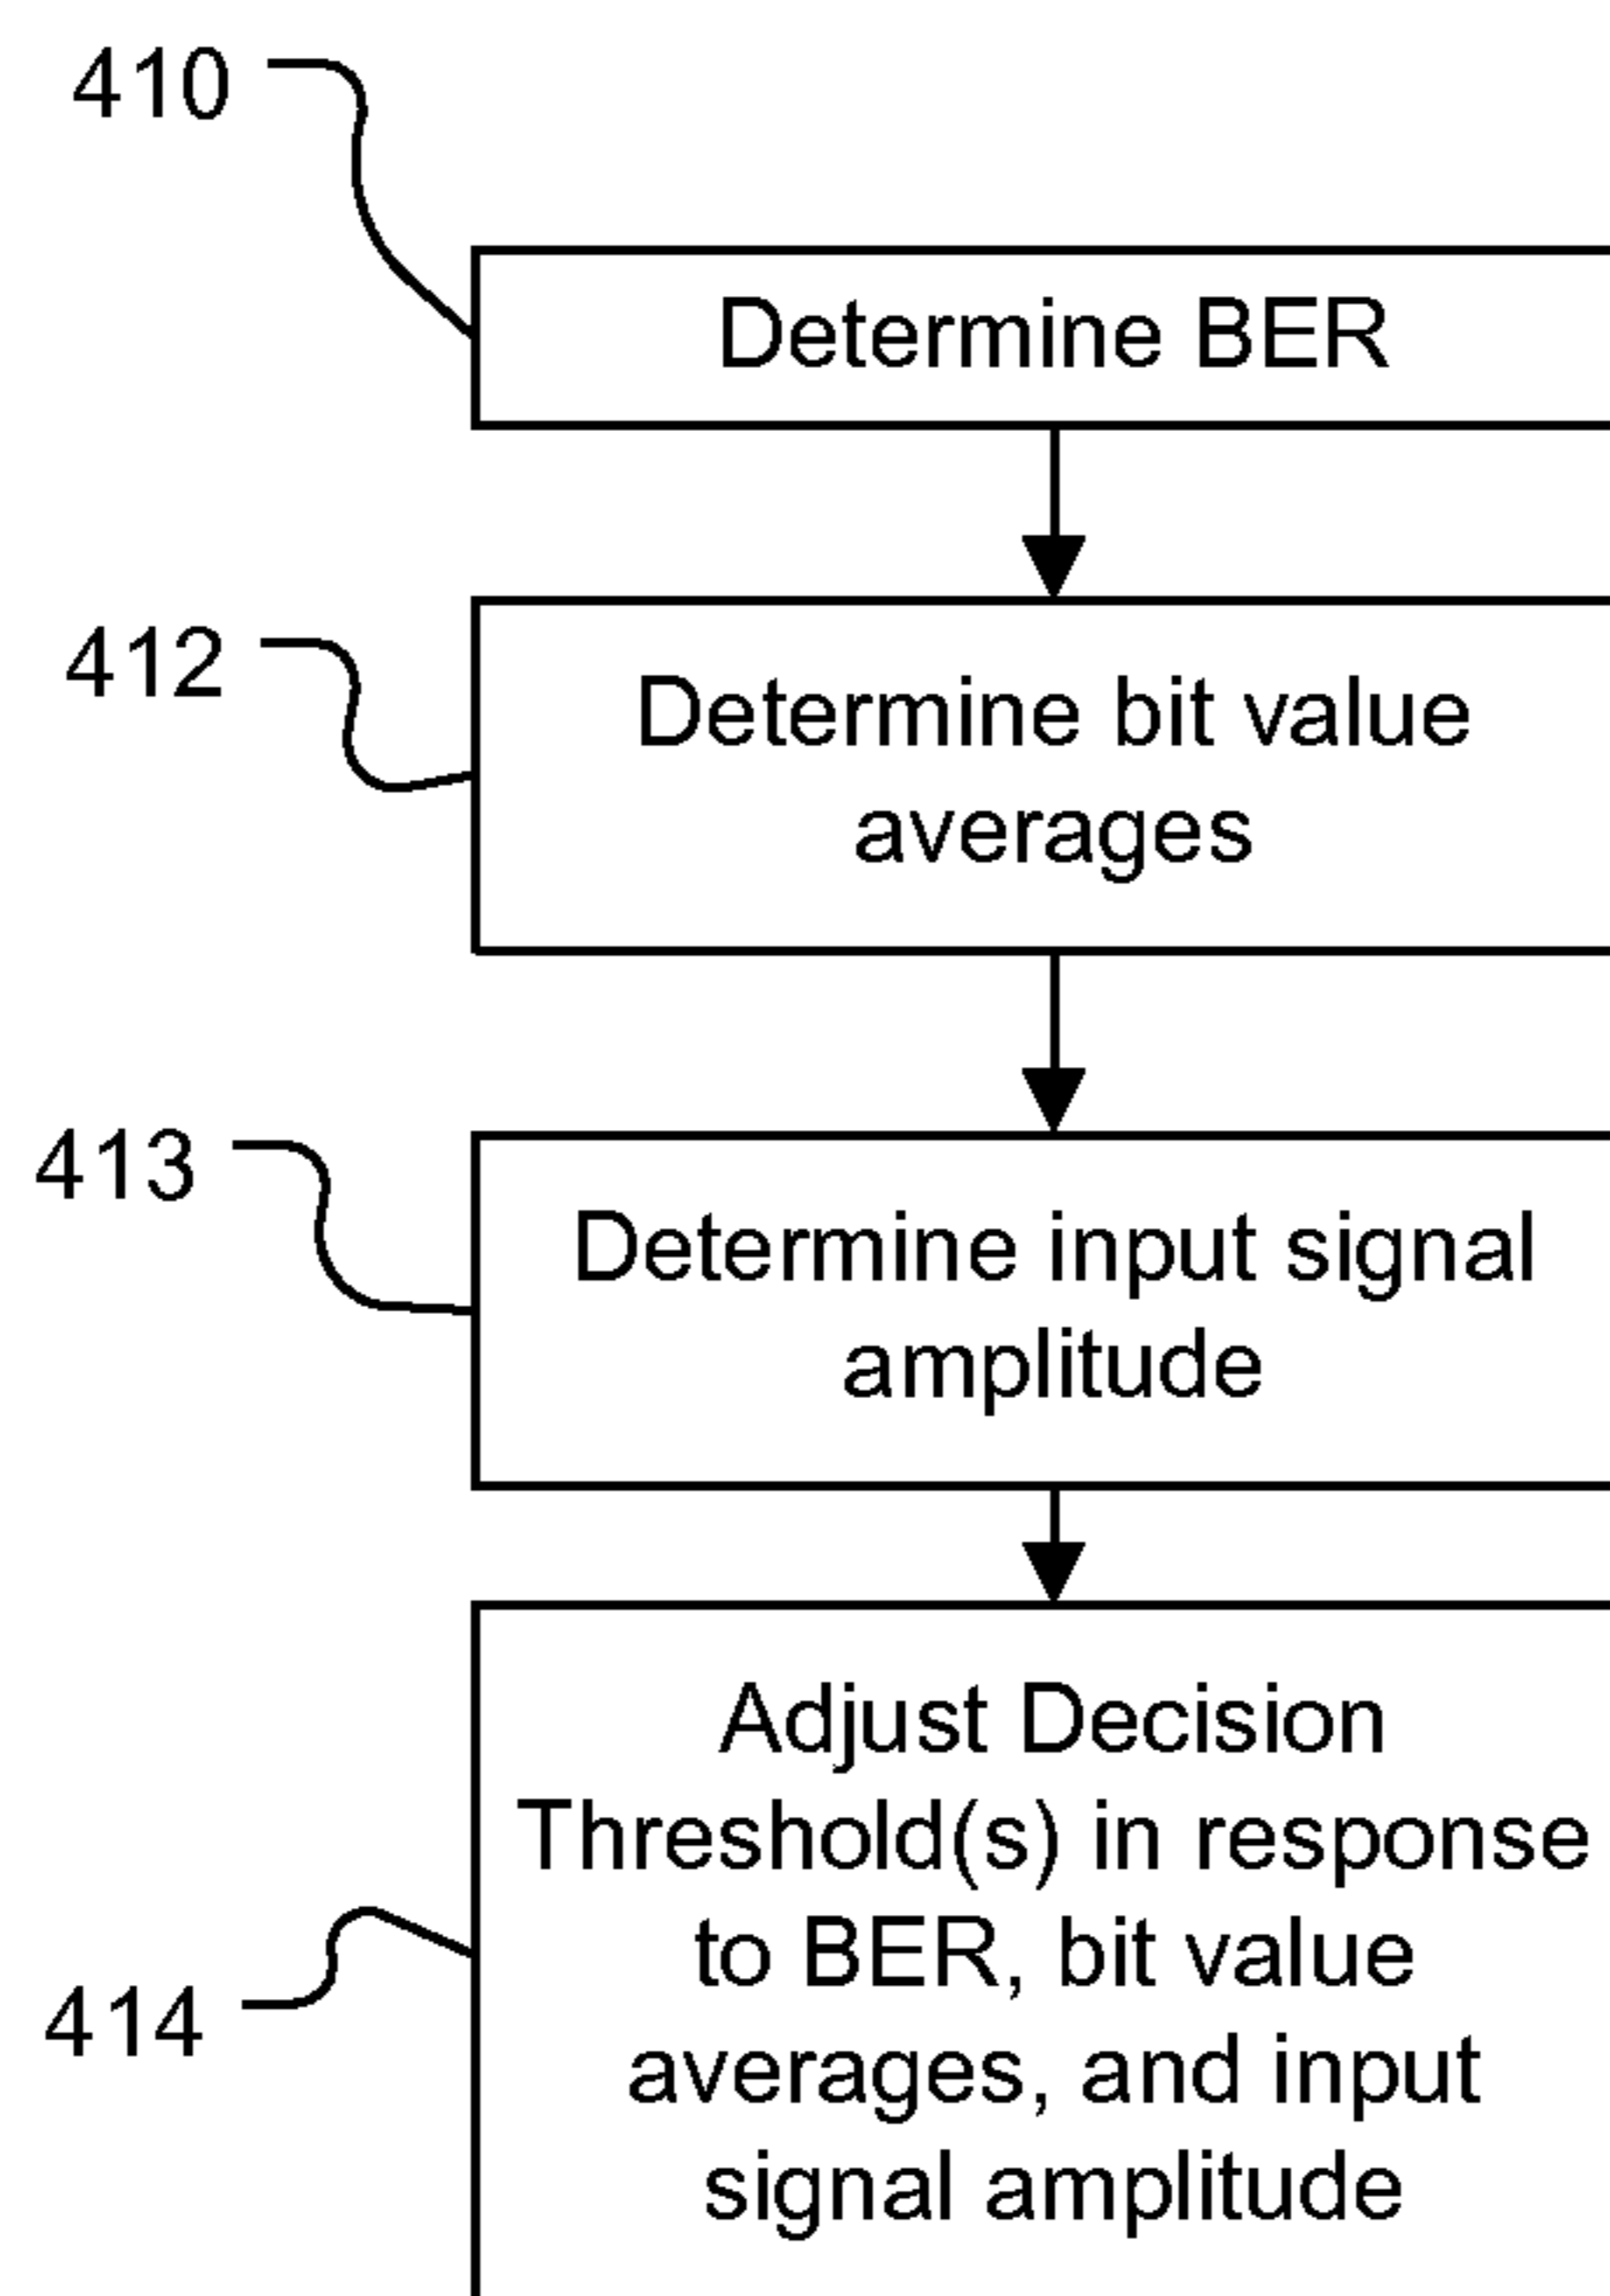 410
Determine BER
412
Determine bit value
averages
413
Determine input signal
amplitude
Adjust Decision
Threshold(s) in response
to BER, bit value
averages, and input
signal amplitude
414